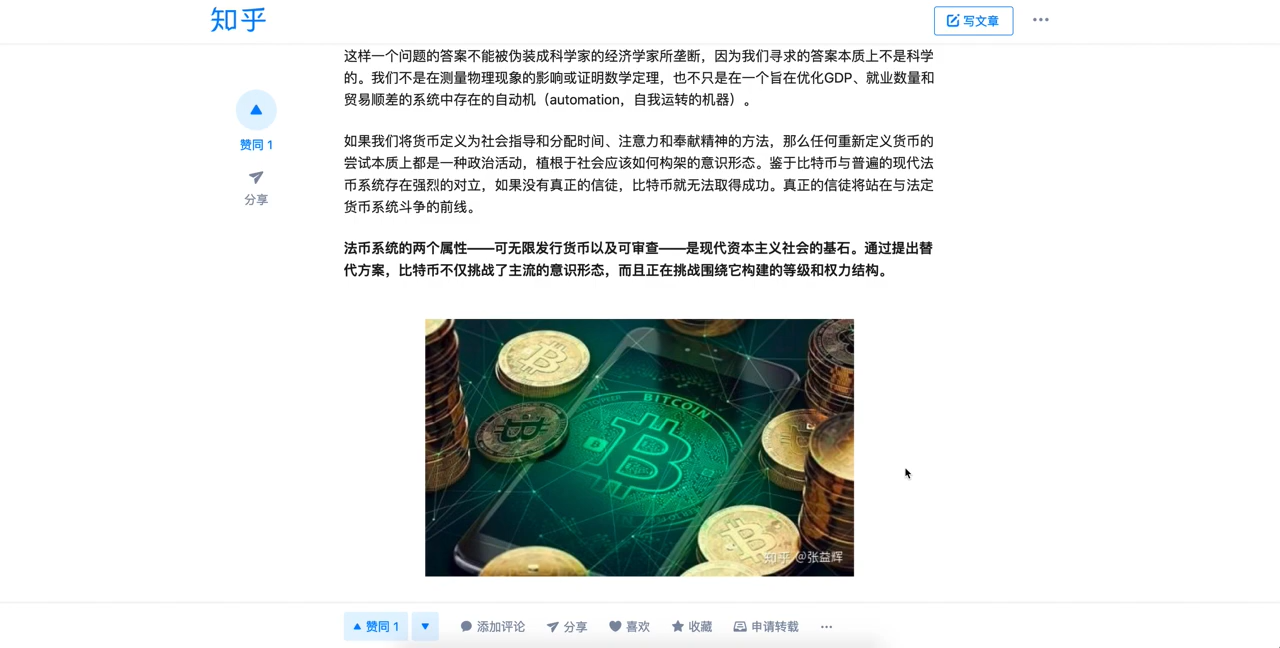 知乎
写文章
这样一个问题的答案不能被伪装成科学家的经济学家所垄断，因为我们寻求的答案本质上不是科学
的。我们不是在测量物理现象的影响或证明数学定理，也不只是在一个旨在优化GDP、就业数量和
贸易顺差的系统中存在的自动机（automation，自我运转的机器）。
赞同 1
分享
如果我们将货币定义为社会指导和分配时间、注意力和奉献精神的方法，那么任何重新定义货币的
尝试本质上都是一种政治活动，植根于社会应该如何构架的意识形态。鉴于比特币与普遍的现代法
币系统存在强烈的对立，如果没有真正的信徒，比特币就无法取得成功。真正的信徒将站在与法定
货币系统斗争的前线。
法币系统的两个属性——可无限发行货币以及可审查——是现代资本主义社会的基石。通过提出替
代方案，比特币不仅挑战了主流的意识形态，而且正在挑战围绕它构建的等级和权力结构。
BITCOIN
知乎 @张益辉
赞同 1
添加评论
分享
喜欢
收藏
申请转载